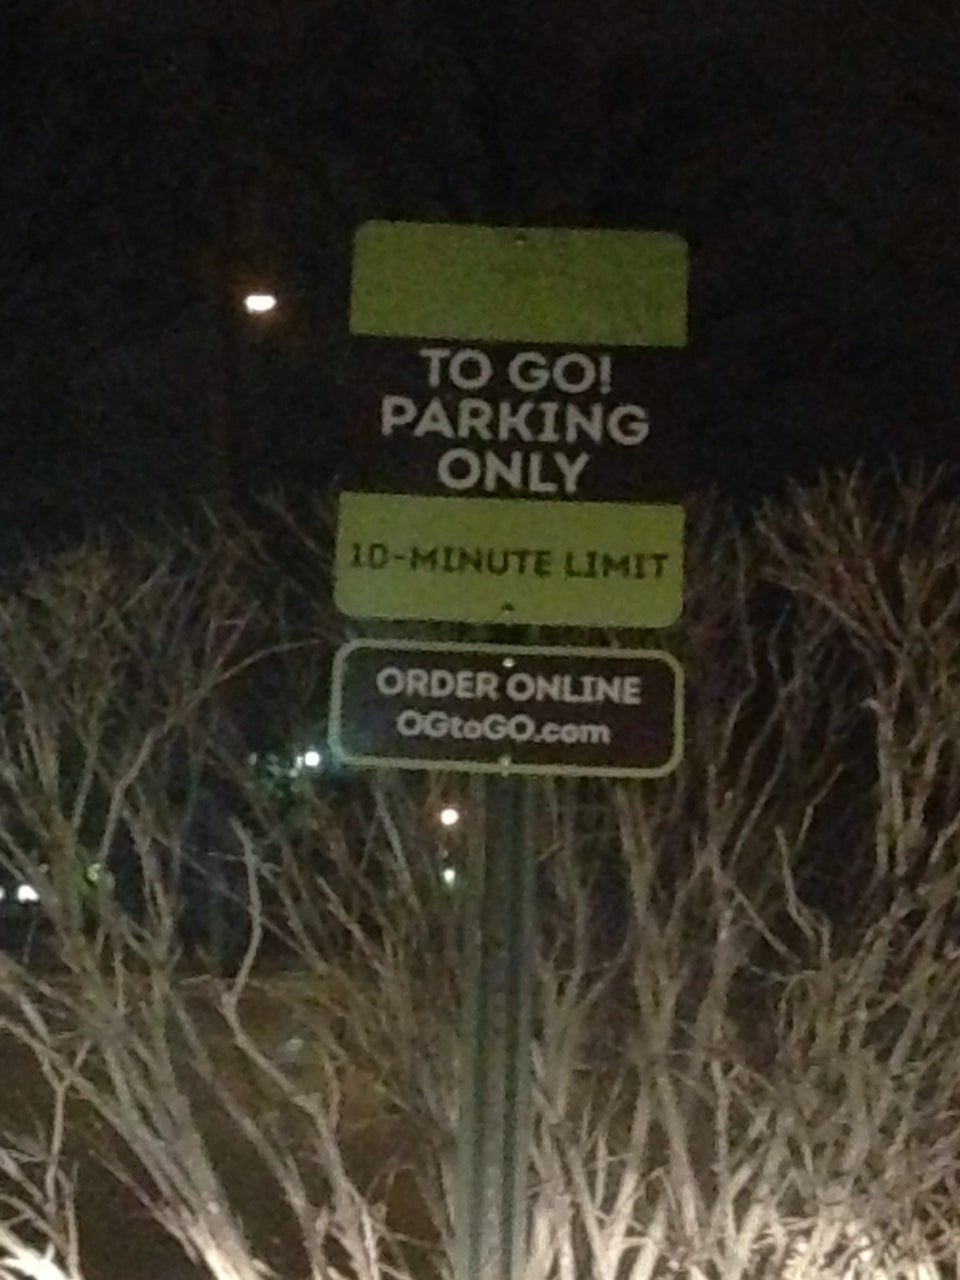 TO GO!
PARKING
ONLY
10-MINUTE LIMIT
ORDER ONLINE
OGtoGO.com